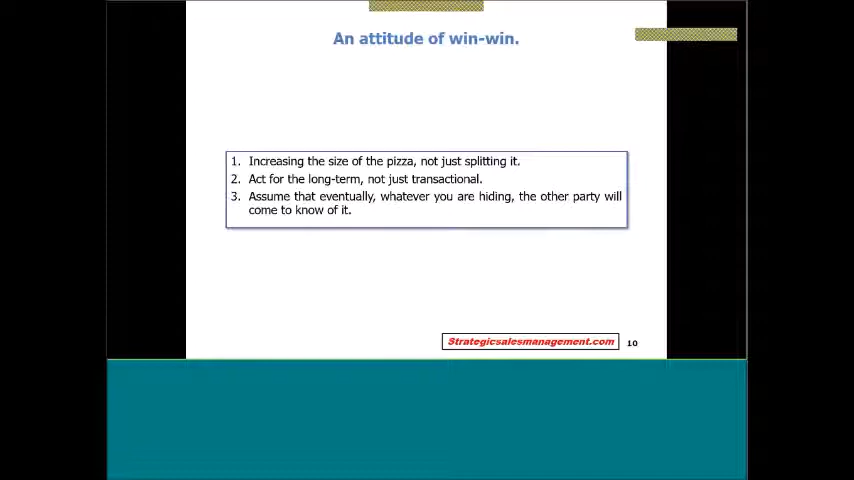 An attitude of win-win.
1. Increasing the size of the pizza, not just splitting it.
2. Act for the long-term, not just transactional.
3. Assume that eventually, whatever you are hiding, the other party will
come to know of it.
Strategicsalesmanagement.com 10